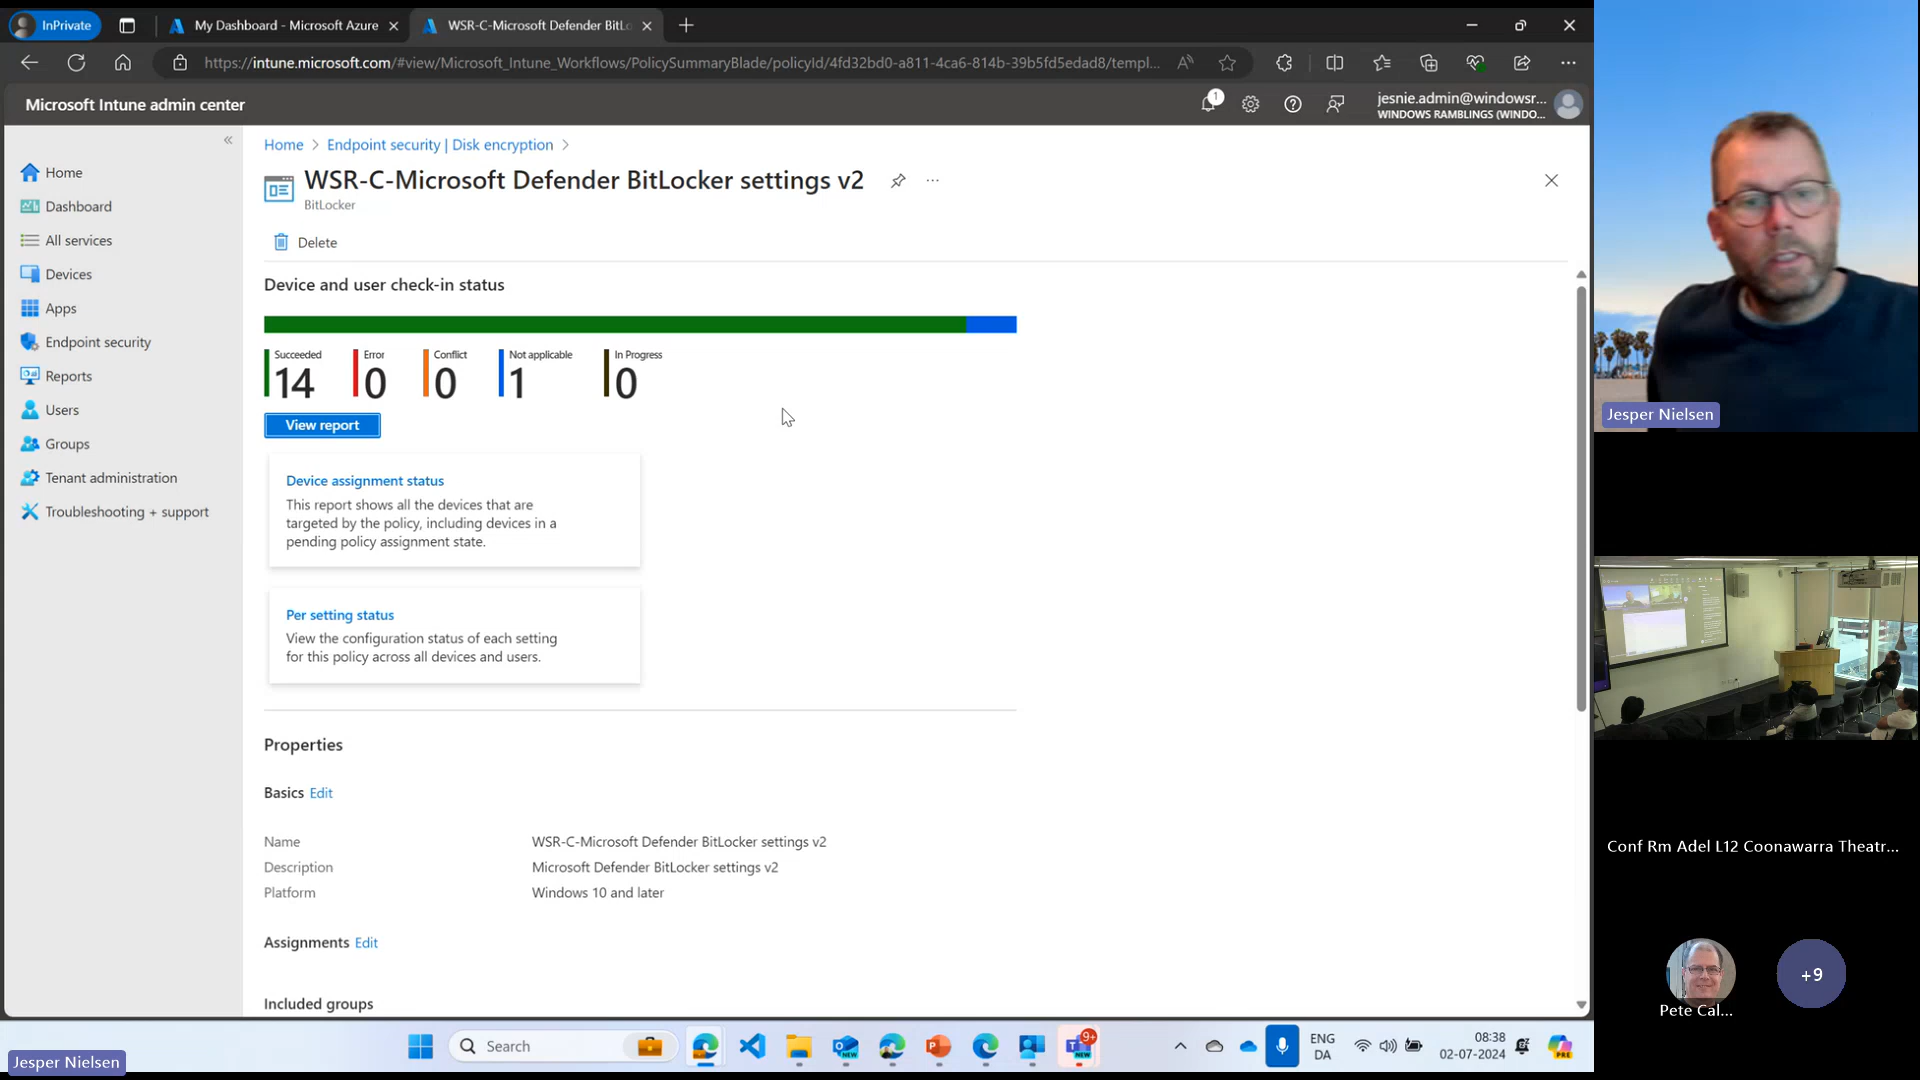 InPrivate
My Dashboard - Microsoft Azure
WSR-C-Microsoft Defender BitLo
https://intune.microsoft.com/#view/Microsoft_Intune_Workflows/PolicySummaryBlade/policyId/4fd32bd0-a811-4ca6-814b-39b5fd5edad8/templ...
Microsoft Intune admin center
1
jesnie.admin@windowsr...
WINDOWS RAMBLINGS (WINDO...
Home
Dashboard
All services
Devices
Apps
Endpoint security
Reports
Users
Groups
Tenant administration
Troubleshooting + support
Home > Endpoint security | Disk encryption >
WSR-C-Microsoft Defender BitLocker settings v2
BitLocker
Delete
Device and user check-in status
Succeeded
14
Error
0
Conflict
0
Not applicable
1
In Progress
0
View report
Device assignment status
This report shows all the devices that are
targeted by the policy, including devices in a
pending policy assignment state.
Per setting status
View the configuration status of each setting
for this policy across all devices and users.
Properties
Basics Edit
Name WSR-C-Microsoft Defender BitLocker settings v2
Description Microsoft Defender BitLocker settings v2
Platform Windows 10 and later
Assignments Edit
Included groups
Search
NEW
9+
NEW
ENG
DA
08:38
02-07-2024
PRE
Jesper Nielsen
Jesper Nielsen
Conf Rm Adel L12 Coonawarra Theatr...
Pete Cal...
+9